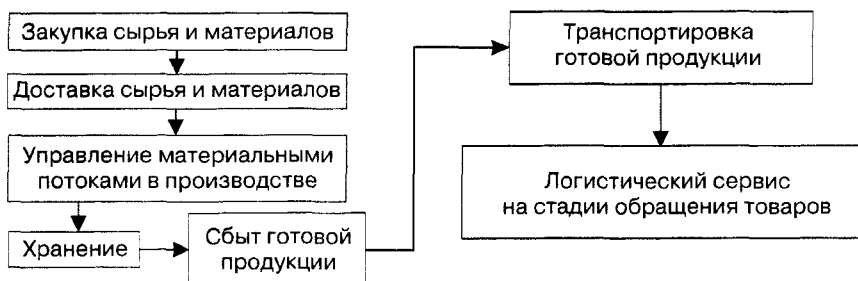 Закупка сырья и материалов
Доставка сырья и материалов
Управление материальными
потоками в производстве
Хранение
Сбыт готовой
продукции
Транспортировка
готовой продукции
Логистический сервис
на стадии обращения товаров